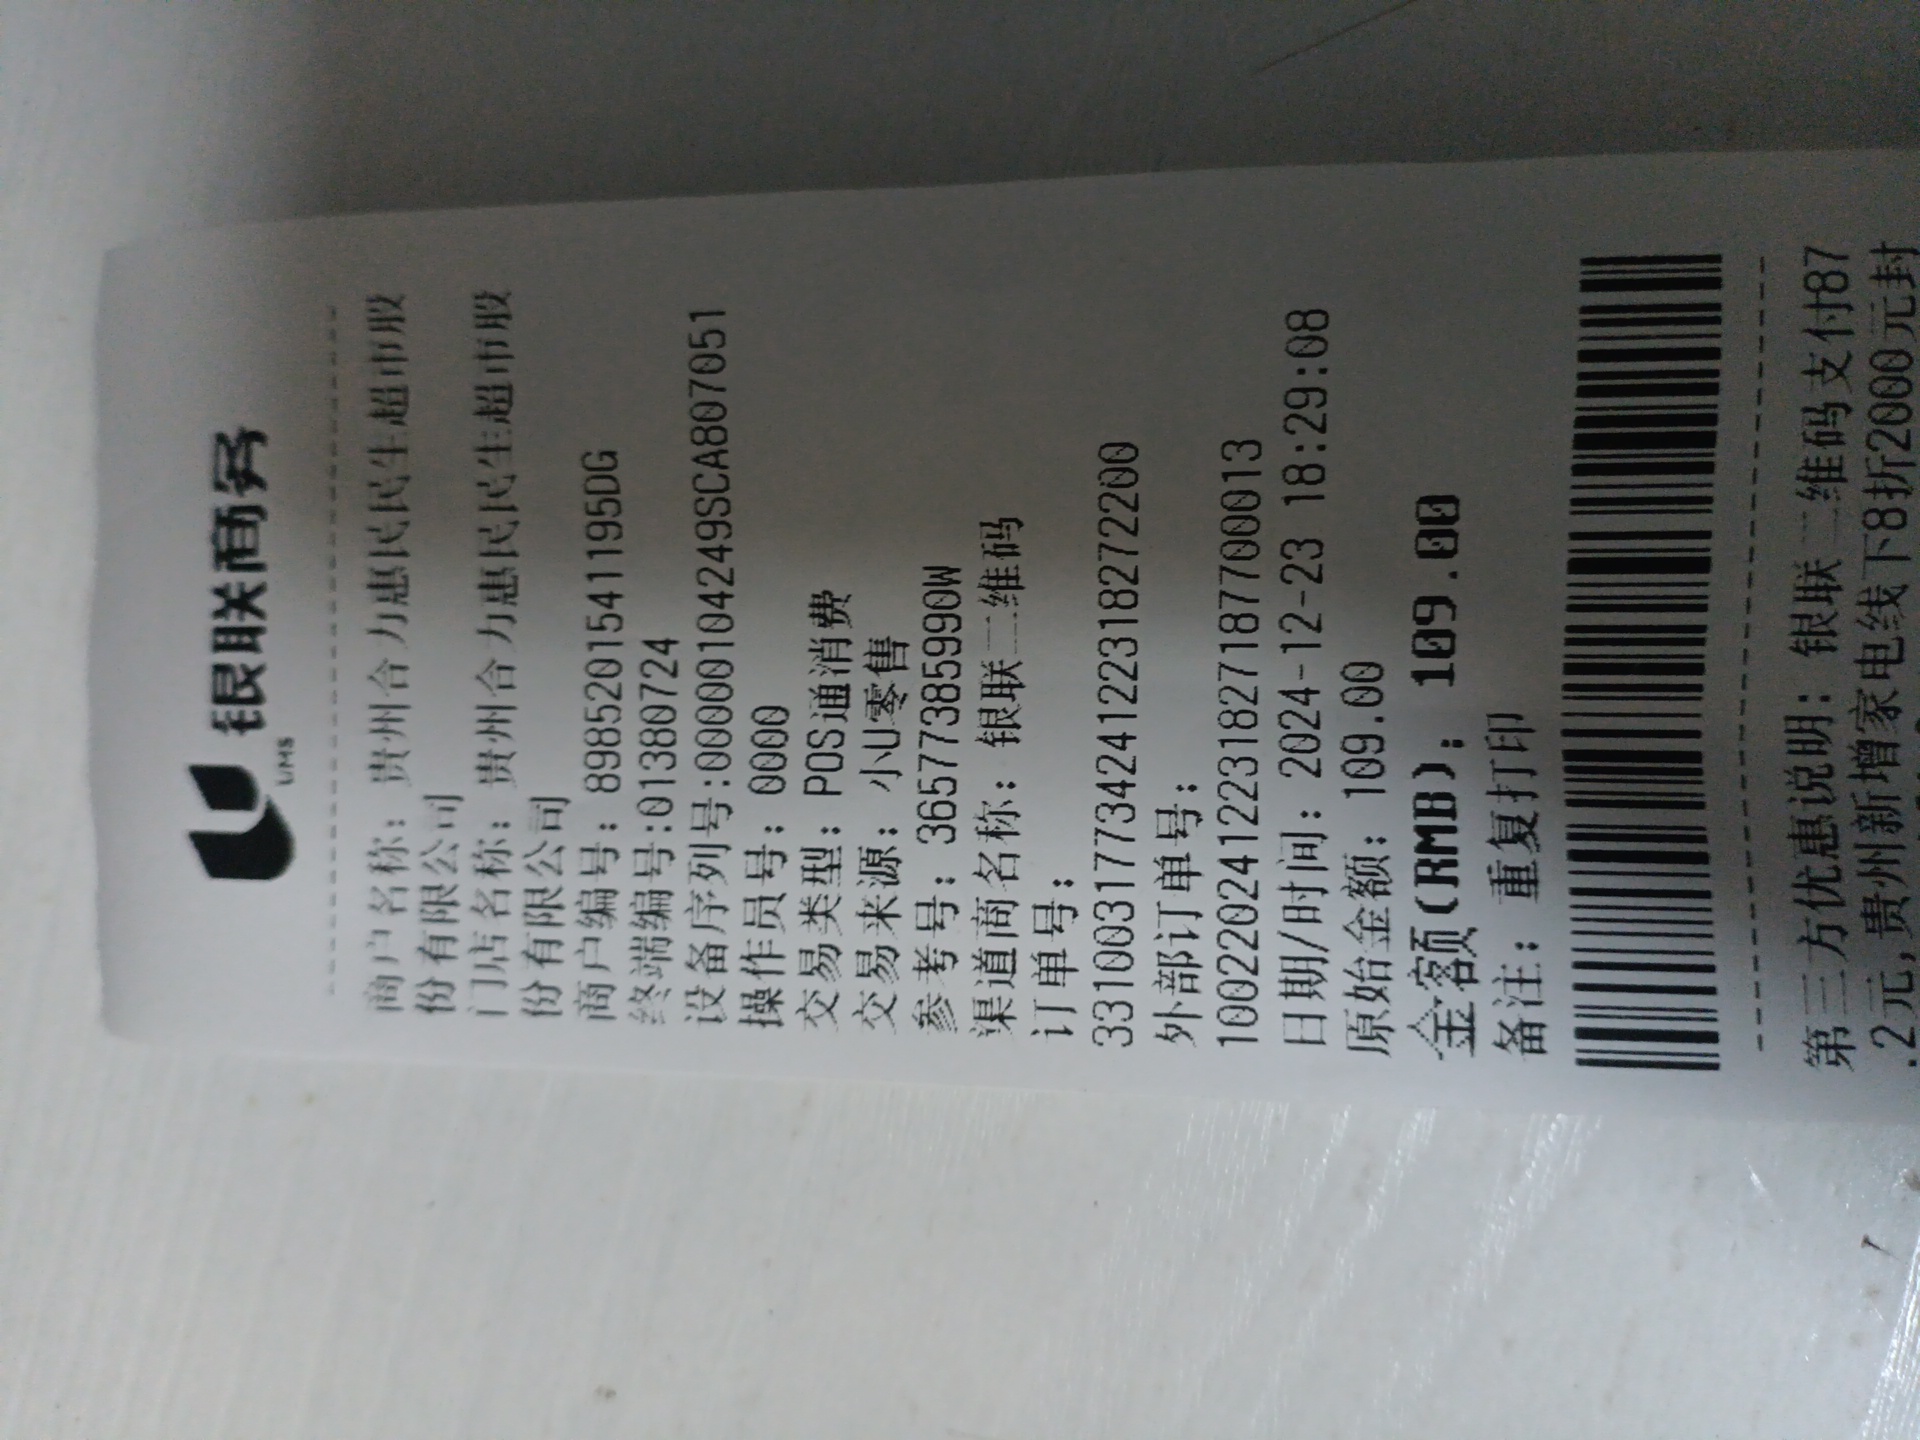 银联商务
UMS
商户名称：贵州合力惠民民生超市股
份有限公司
门店名称：贵州合力惠民民生超市股
份有限公司
商户编号：8985201541195DG
终端编号:01380724
设备序列号:00000104249SCA807051
操作员号：0000
交易类型：POS通消费
交易来源：小U零售
参考号：36577385990W
渠道商名称：银联二维码
订单号：
33100317734241223182722​00
外部订单号：
10022020241223182718770​0013
日期/时间：2024-12-23 18:29:08
原始金额：109.00
金额(RMB)：109.00
备注：重复打印
第三方优惠说明：银联二维码支付87
.2元,贵州新增家电线下8折2000元封